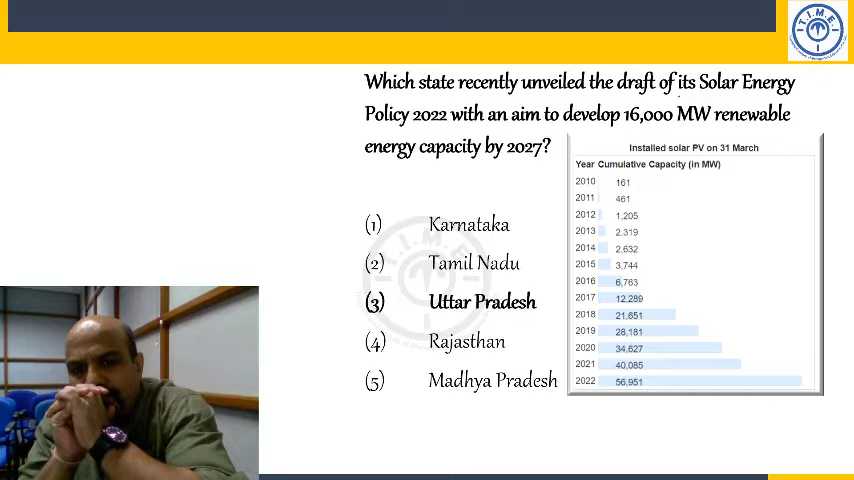 T.I.M.E.
Which state recently unveiled the draft of its Solar Energy
Policy 2022 with an aim to develop 16,000 MW renewable
energy capacity by 2027?
(1) Karnataka
(2) Tamil Nadu
(3) Uttar Pradesh
(4) Rajasthan
(5) Madhya Pradesh
Installed solar PV on 31 March
Year Cumulative Capacity (in MW)
2010 161
2011 461
2012 1,205
2013 2,319
2014 2,632
2015 3,744
2016 6,763
2017 12,289
2018 21,651
2019 28,181
2020 34,627
2021 40,085
2022 56,951